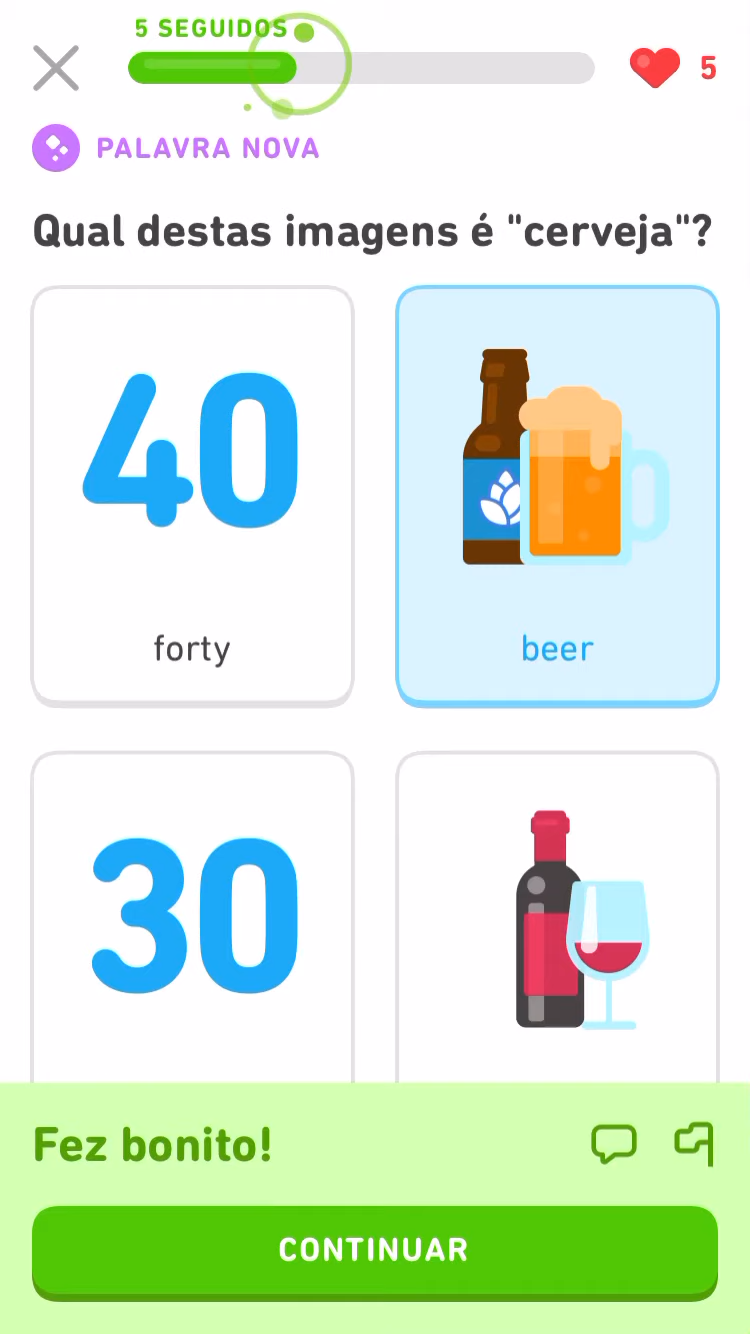 5 SEGUIDOS
5
PALAVRA NOVA
Qual destas imagens é "cerveja"?
40
forty
beer
30
Fez bonito!
CONTINUAR